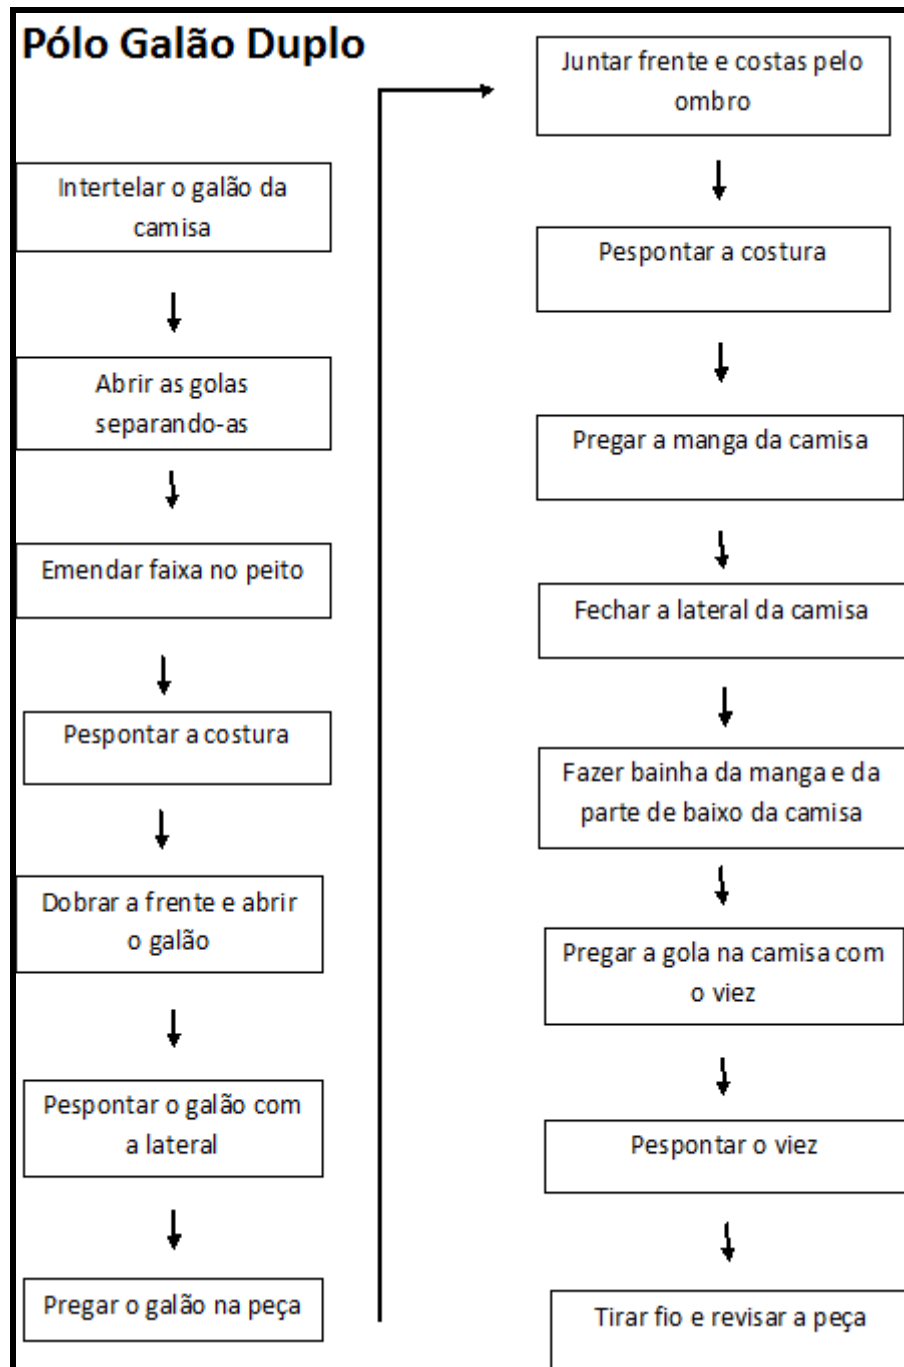 Pólo Galão Duplo
Intertelar o galão da
camisa
Abrir as golas
separando-as
Emendar faixa no peito
Pespontar a costura
Dobrar a frente e abrir
o galão
Pespontar o galão com
a lateral
Pregar o galão na peça
Juntar frente e costas pelo
ombro
Pespontar a costura
Pregar a manga da camisa
Fechar a lateral da camisa
Fazer bainha da manga e da
parte de baixo da camisa
Pregar a gola na camisa com
o viez
Pespontar o viez
Tirar fio e revisar a peça